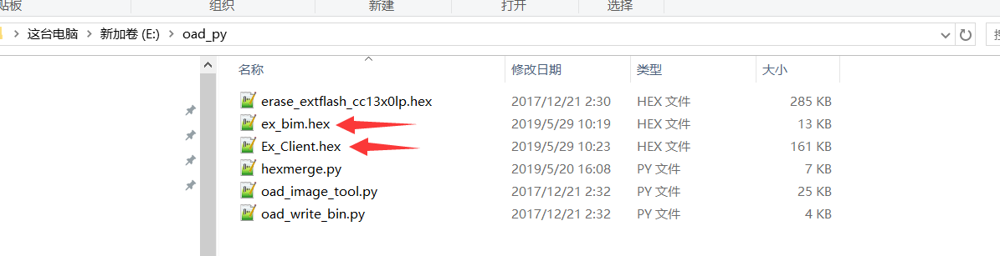 贴板 组织 新建 打开 选择
这台电脑 › 新加卷 (E:) › oad_py
名称 修改日期 类型 大小
erase_extflash_cc13x0lp.hex 2017/12/21 2:30 HEX 文件 285 KB
ex_bim.hex 2019/5/29 10:19 HEX 文件 13 KB
Ex_Client.hex 2019/5/29 10:23 HEX 文件 161 KB
hexmerge.py 2019/5/20 16:08 PY 文件 7 KB
oad_image_tool.py 2017/12/21 2:32 PY 文件 25 KB
oad_write_bin.py 2017/12/21 2:32 PY 文件 4 KB